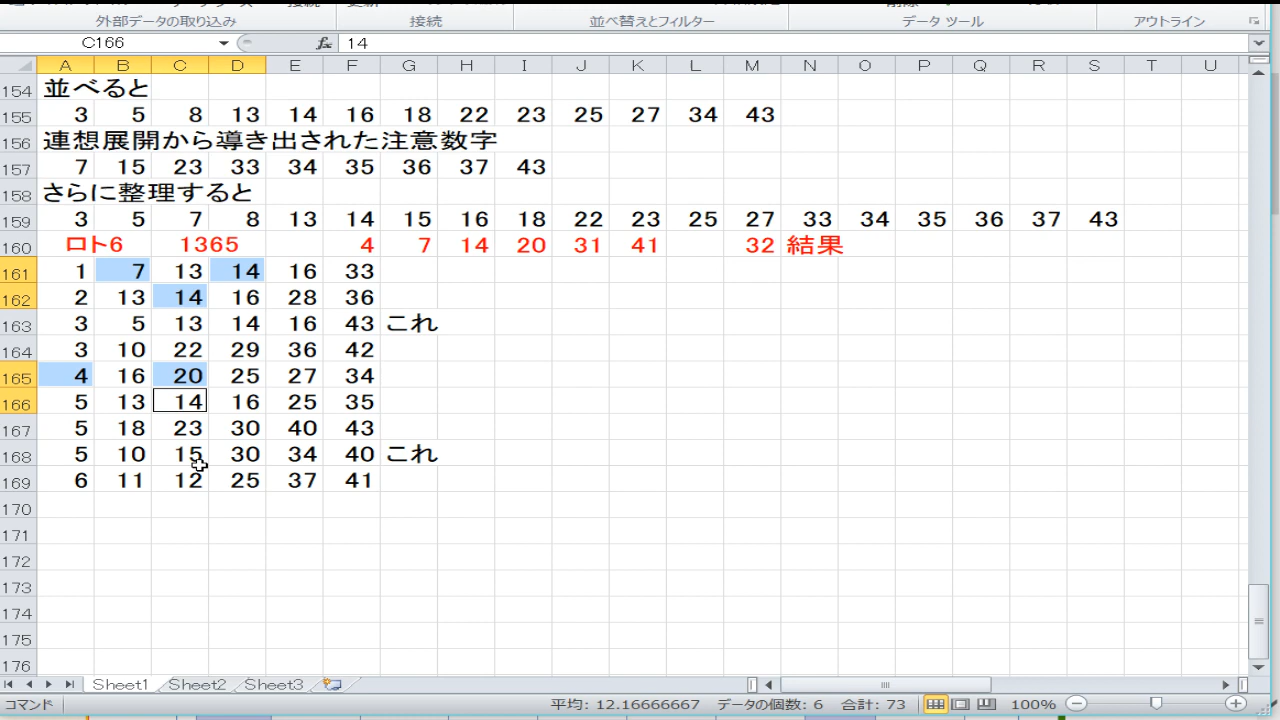 外部データの取り込み 接続 並べ替えとフィルター データ ツール アウトライン
C166 fx 14
A B C D E F G H I J K L M N O P Q R S T U
154 並べると
155 3 5 8 13 14 16 18 22 23 25 27 34 43
156 連想展開から導き出された注意数字
157 7 15 23 33 34 35 36 37 43
158 さらに整理すると
159 3 5 7 8 13 14 15 16 18 22 23 25 27 33 34 35 36 37 43
160 ロト6 1365 4 7 14 20 31 41 32 結果
161 1 7 13 14 16 33
162 2 13 14 16 28 36
163 3 5 13 14 16 43 これ
164 3 10 22 29 36 42
165 4 16 20 25 27 34
166 5 13 14 16 25 35
167 5 18 23 30 40 43
168 5 10 15 30 34 40 これ
169 6 11 12 25 37 41
170
171
172
173
174
175
176
Sheet1 Sheet2 Sheet3
コマンド 平均: 12.16666667 データの個数: 6 合計: 73 100%